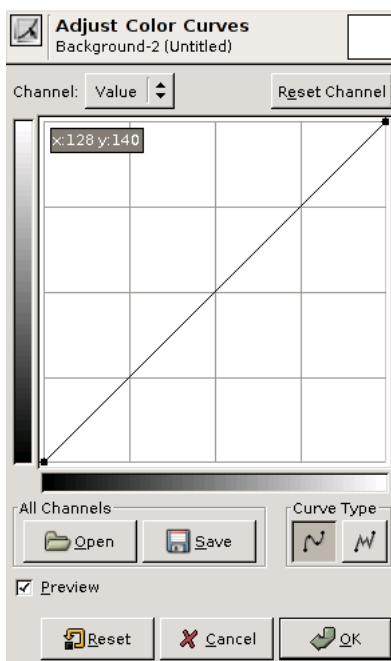 Adjust Color Curves
Background-2 (Untitled)
Channel: Value Reset Channel
x:128 y:140
All Channels Curve Type
Open Save
Preview
Reset Cancel OK